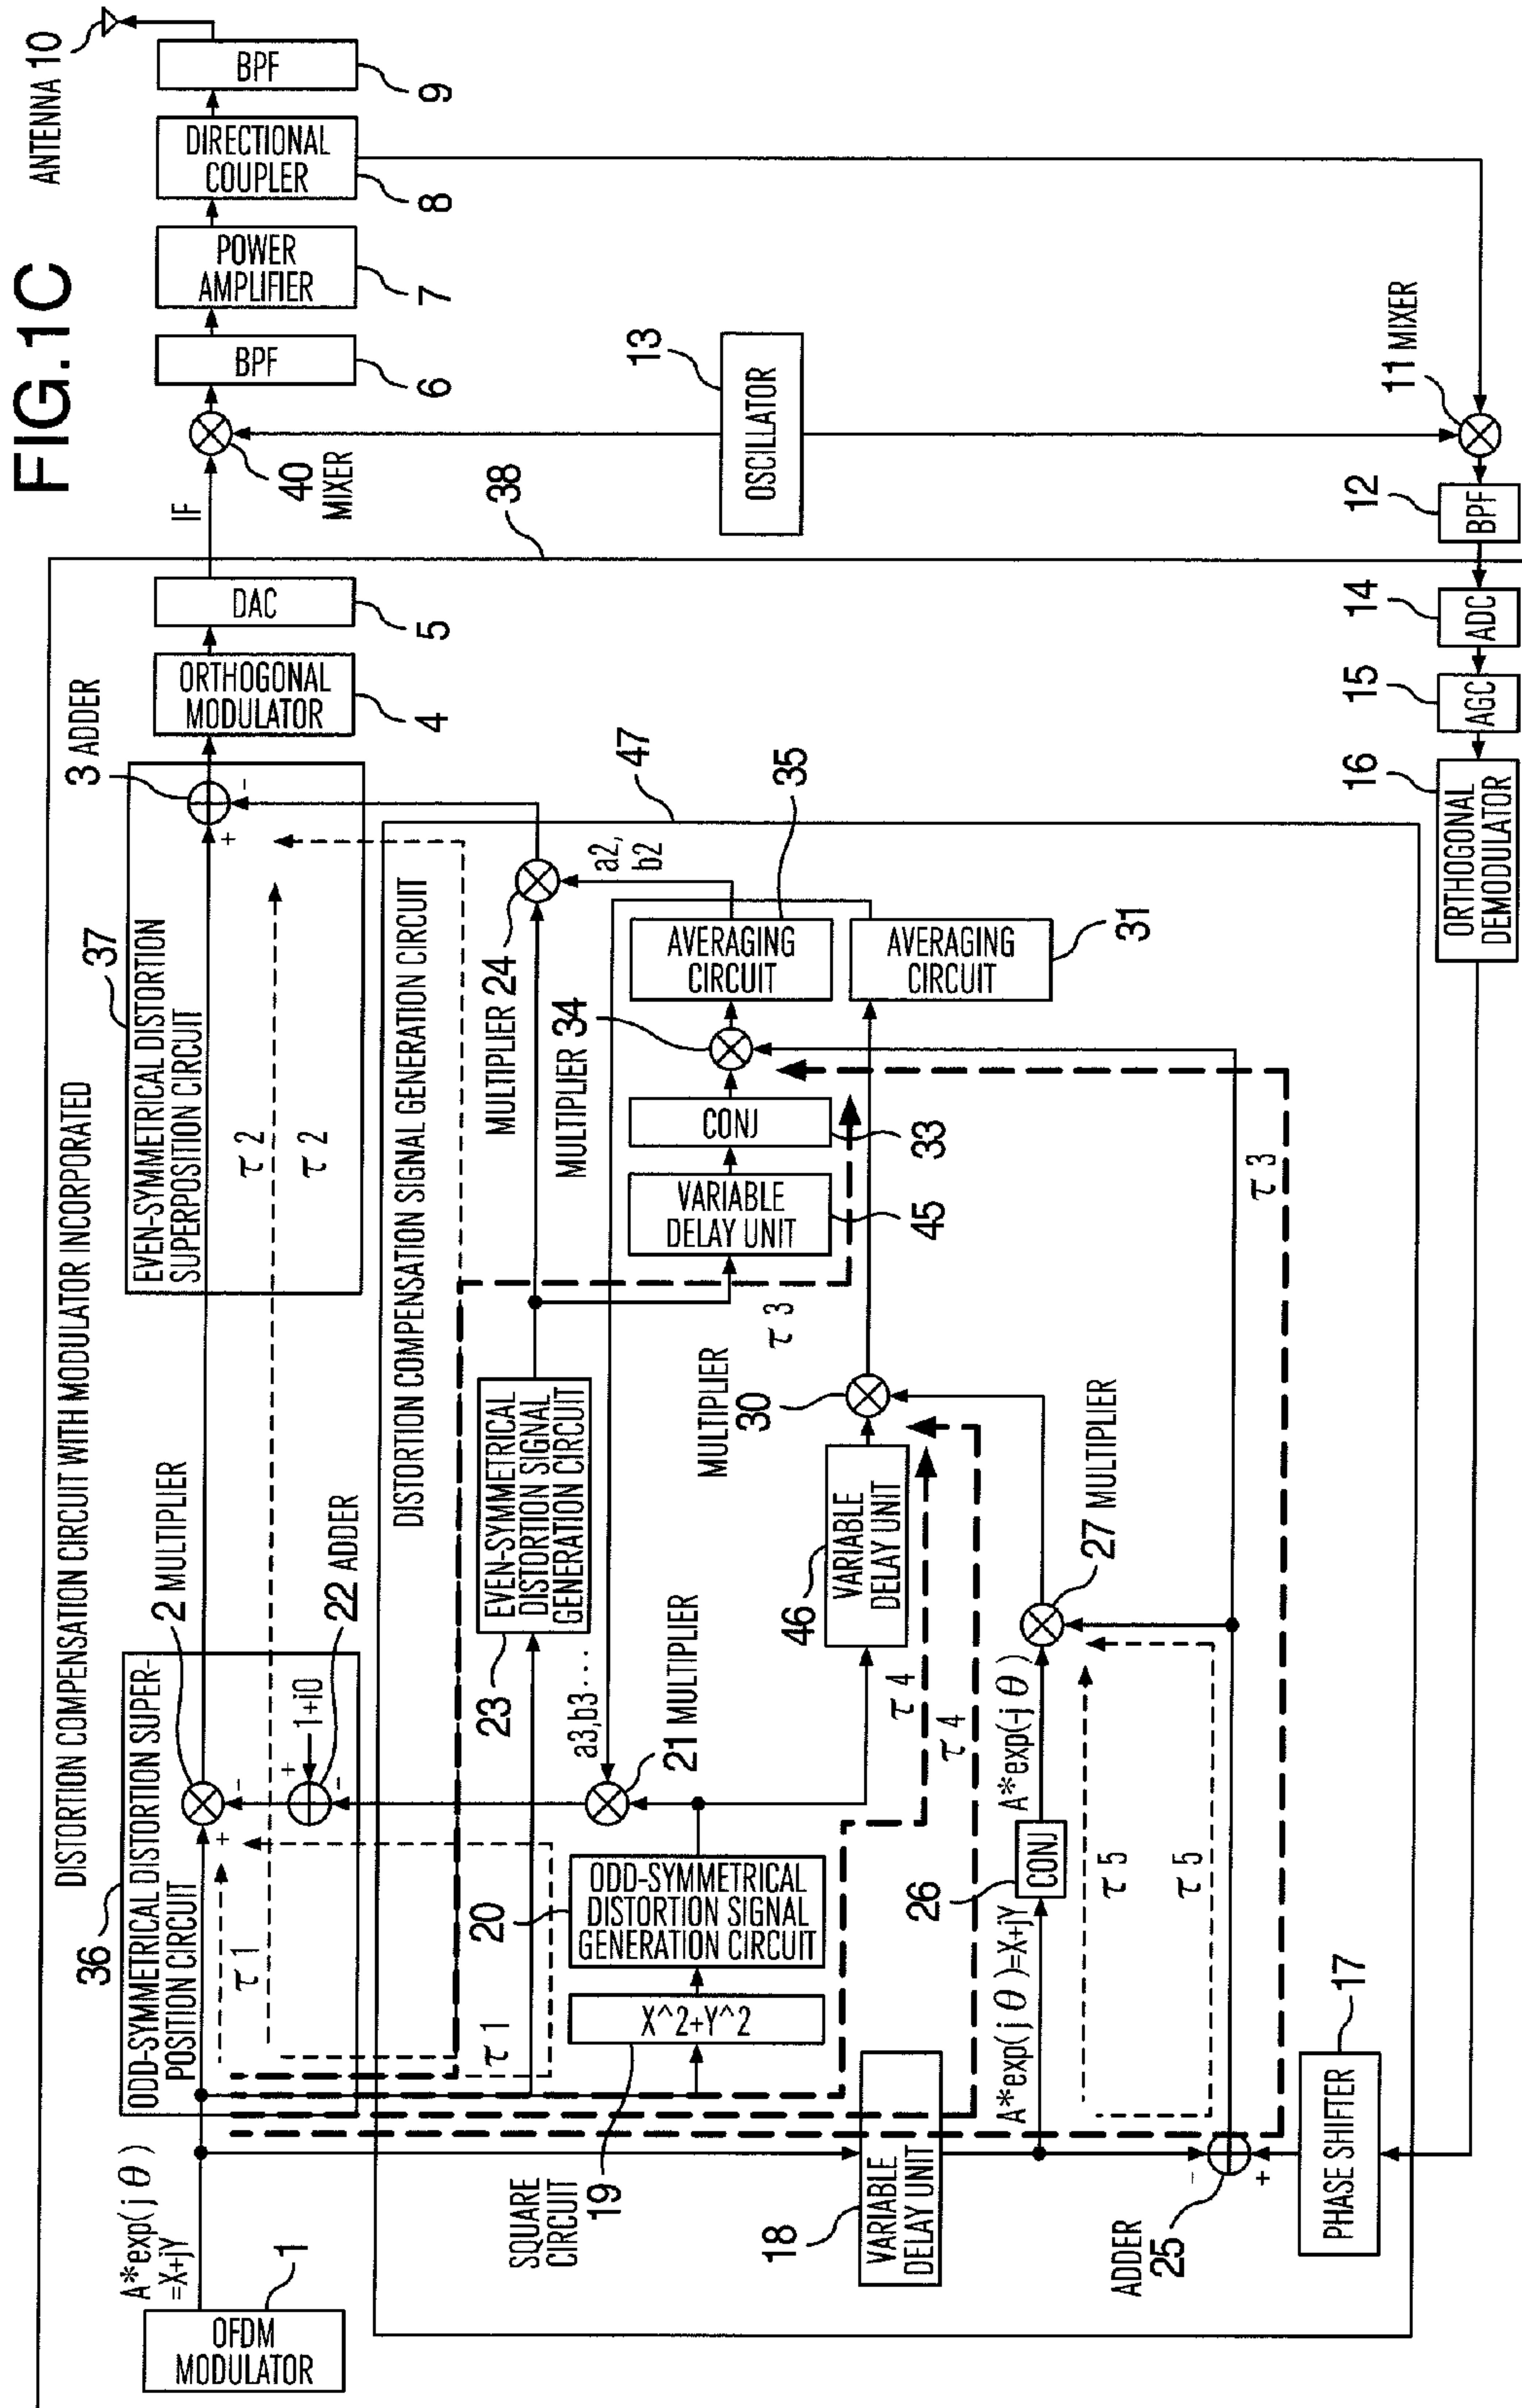 FIG.1C
DISTORTION COMPENSATION CIRCUIT WITH MODULATOR INCORPORATED
38
A*exp(j θ)
=X+jY
OFDM
MODULATOR
1
36
ODD-SYMMETRICAL DISTORTION SUPER-
POSITION CIRCUIT
2 MULTIPLIER
+
-
1+i0
+
-
22 ADDER
τ 1
τ 1
37
EVEN-SYMMETRICAL DISTORTION
SUPERPOSITION CIRCUIT
τ 2
τ 2
3 ADDER
+
-
ORTHOGONAL
MODULATOR
4
DAC
5
IF
40
MIXER
BPF
6
POWER
AMPLIFIER
7
DIRECTIONAL
COUPLER
8
BPF
9
ANTENNA 10
OSCILLATOR
13
11 MIXER
BPF
12
ADC
14
AGC
15
ORTHOGONAL
DEMODULATOR
16
DISTORTION COMPENSATION SIGNAL GENERATION CIRCUIT
47
EVEN-SYMMETRICAL
DISTORTION SIGNAL
GENERATION CIRCUIT
23
MULTIPLIER 24
a2,
b2
a3,b3···
21 MULTIPLIER
SQUARE
CIRCUIT
19
X^2+Y^2
ODD-SYMMETRICAL
DISTORTION SIGNAL
GENERATION CIRCUIT
20
VARIABLE
DELAY UNIT
45
CONJ
33
MULTIPLIER 34
AVERAGING
CIRCUIT
35
AVERAGING
CIRCUIT
31
τ 3
MULTIPLIER
30
VARIABLE
DELAY UNIT
46
τ 4
τ 4
VARIABLE
DELAY UNIT
18
A*exp(j θ)=X+jY
CONJ
26
A*exp(-j θ)
27 MULTIPLIER
τ 5
τ 5
τ 3
ADDER
25
-
+
PHASE SHIFTER
17